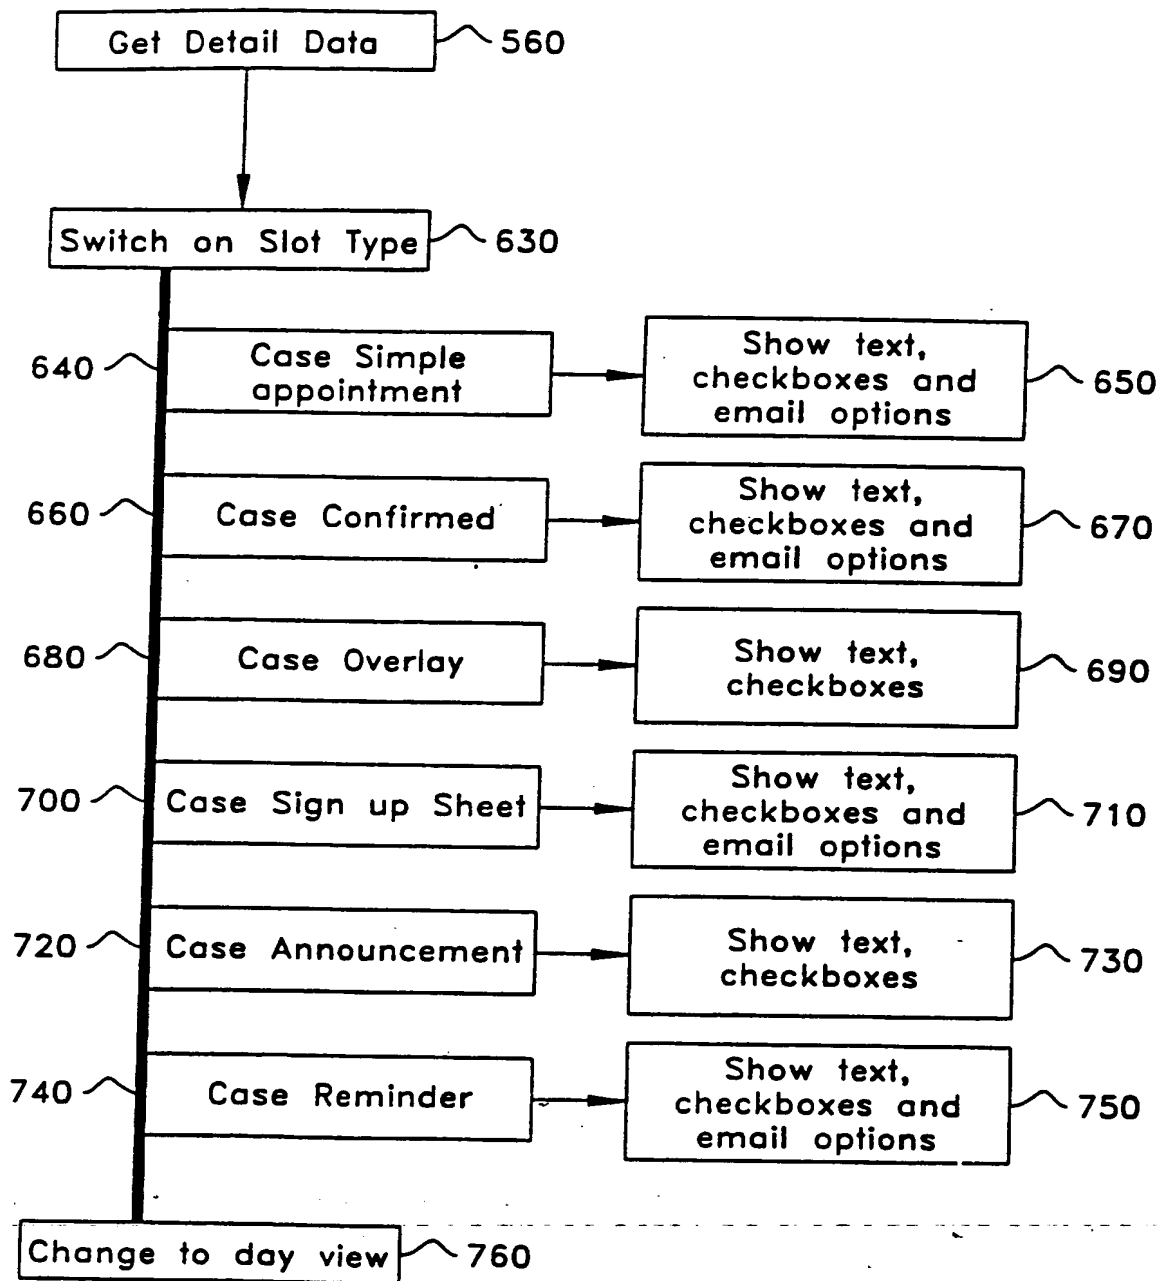 Get Detail Data
560
Switch on Slot Type
630
640
Case Simple
appointment
Show text,
checkboxes and
email options
650
660
Case Confirmed
Show text,
checkboxes and
email options
670
680
Case Overlay
Show text,
checkboxes
690
700
Case Sign up Sheet
Show text,
checkboxes and
email options
710
720
Case Announcement
Show text,
checkboxes
730
740
Case Reminder
Show text,
checkboxes and
email options
750
Change to day view
760